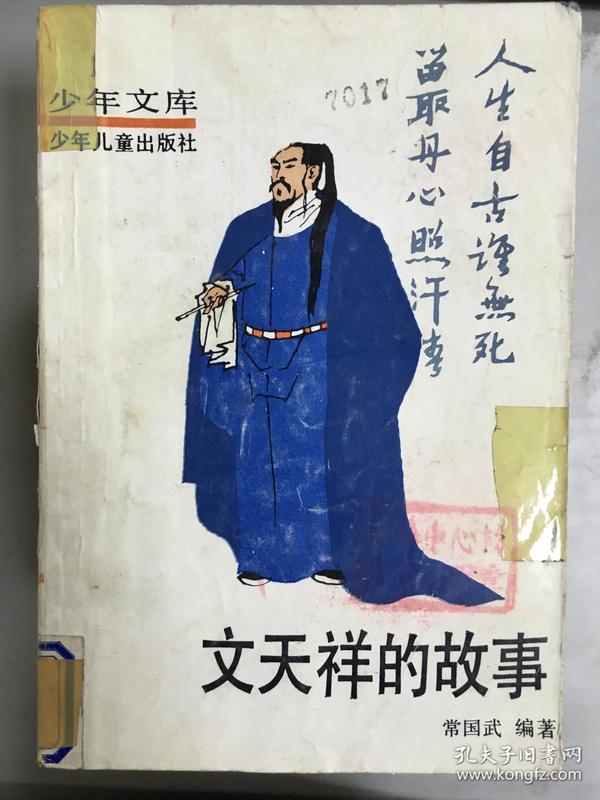 少年文库
少年儿童出版社
7017
人生自古谁無死
留取丹心照汗青
文天祥的故事
常国武 编著
孔夫子旧书网
www.kongfz.com